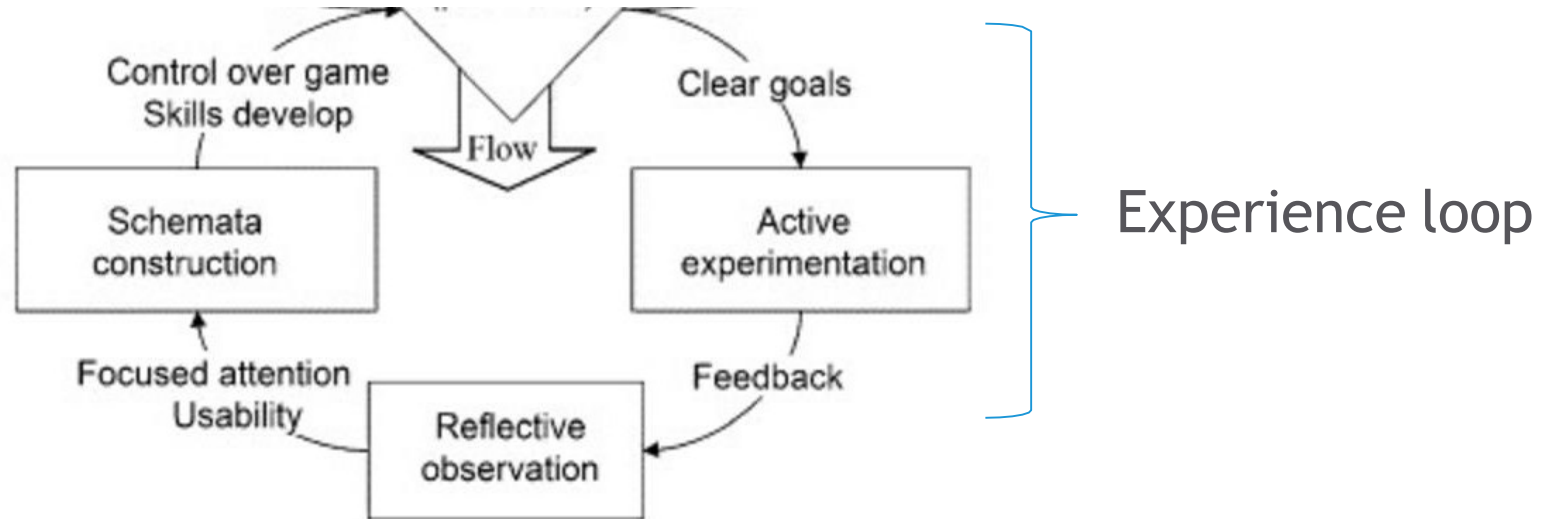 Control over game
Skills develop
Clear goals
Flow
Schemata
construction
Active
experimentation
Experience loop
Focused attention
Usability
Feedback
Reflective
observation